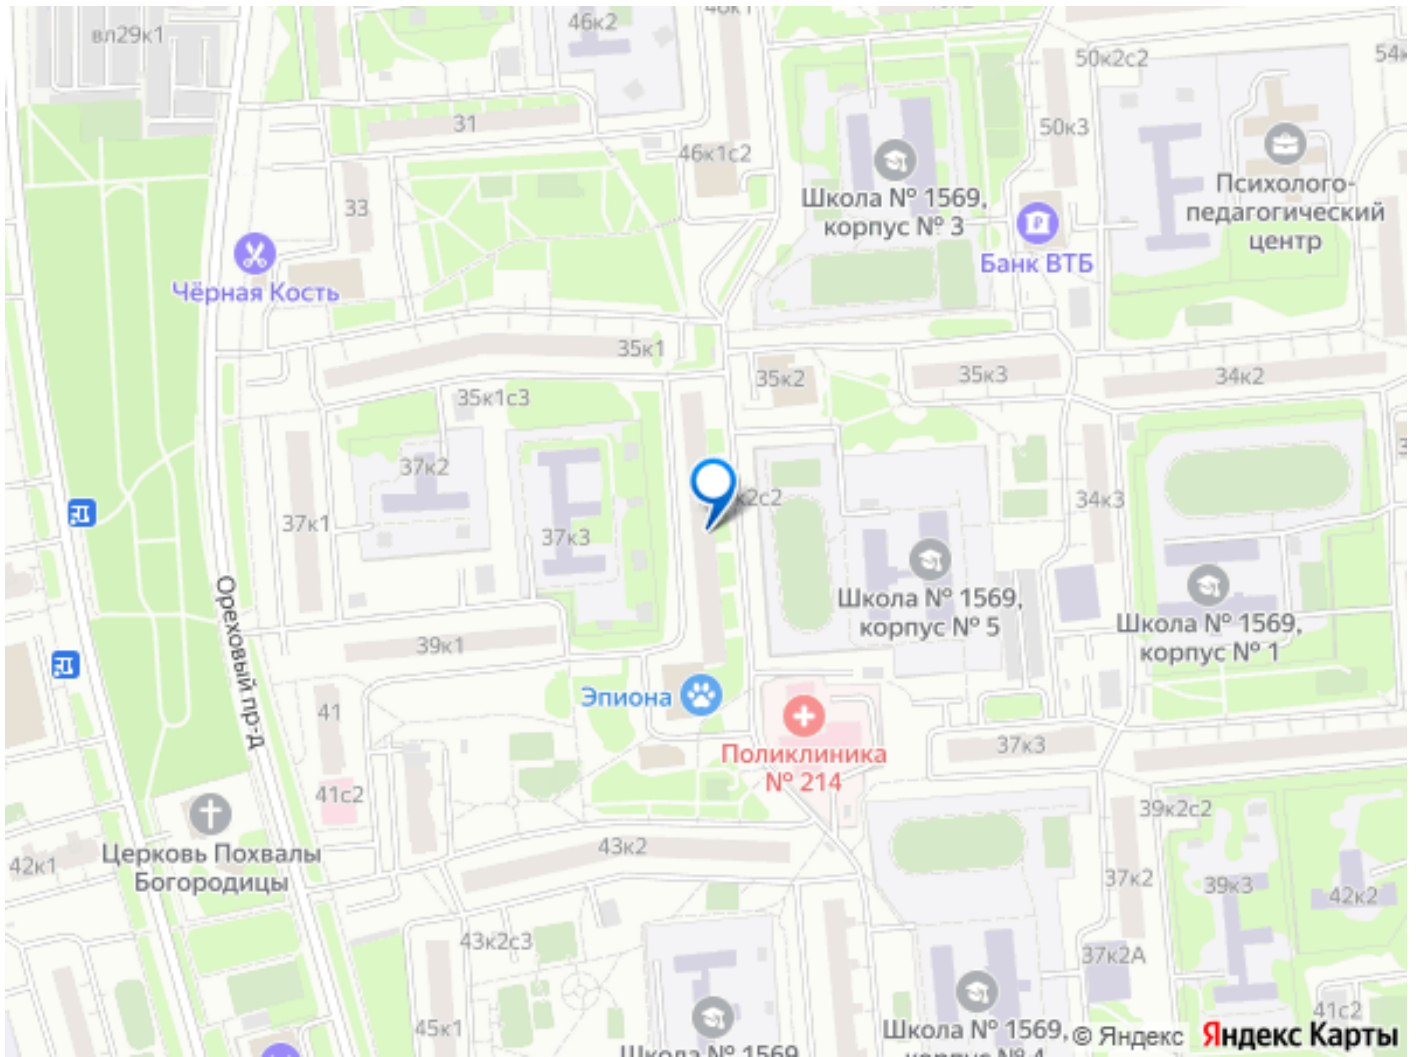 вл29к1
46к2
50к2с2
31
50к3
46к1с2
33
Школа № 1569,
корпус № 3
Психолого-
педагогический
центр
Банк ВТБ
Чёрная Кость
35к1
35к2
35к3
34к2
35к1с3
37к2
37к1
37к3
34к3
Школа № 1569,
корпус № 5
Школа № 1569,
корпус № 1
Ореховый пр-д
39к1
Эпиона
41
Поликлиника
№ 214
37к3
41с2
39к2с2
Церковь Похвалы
Богородицы
42к1
43к2
37к2
39к3
42к2
43к2с3
37к2А
45к1
41с2
Школа № 1569,
Школа № 1569
© Яндекс
Яндекс Карты